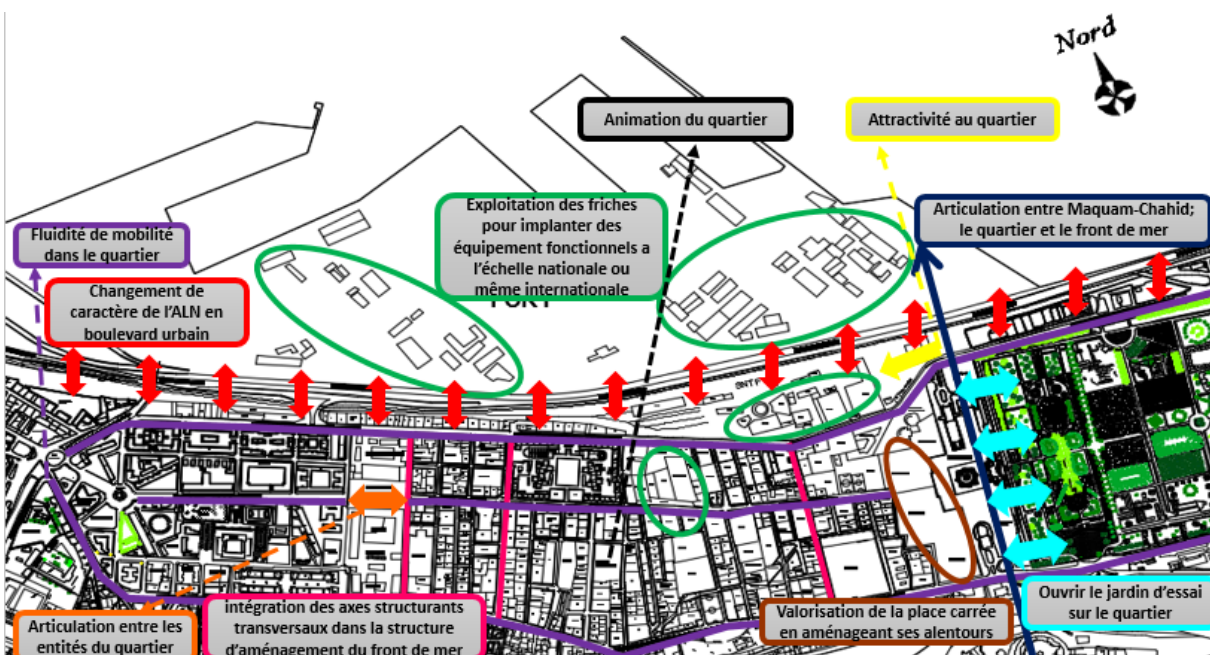 Nord
Animation du quartier
Attractivité au quartier
Exploitation des friches
pour implanter des
équipement fonctionnels a
l’échelle nationale ou
même internationale
Articulation entre Maquam-Chahid;
le quartier et le front de mer
Fluidité de mobilité
dans le quartier
Changement de
caractère de l’ALN en
boulevard urbain
PORT
SNTF
Articulation entre les
entités du quartier
intégration des axes structurants
transversaux dans la structure
d’aménagement du front de mer
Valorisation de la place carrée
en aménageant ses alentours
Ouvrir le jardin d’essai
sur le quartier